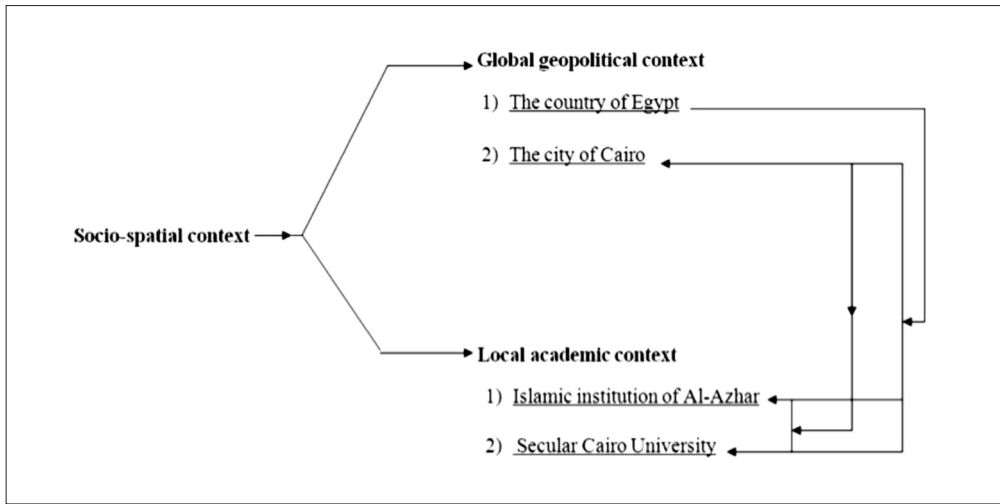 Global geopolitical context
1) The country of Egypt
2) The city of Cairo
Socio-spatial context
Local academic context
1) Islamic institution of Al-Azhar
2) Secular Cairo University